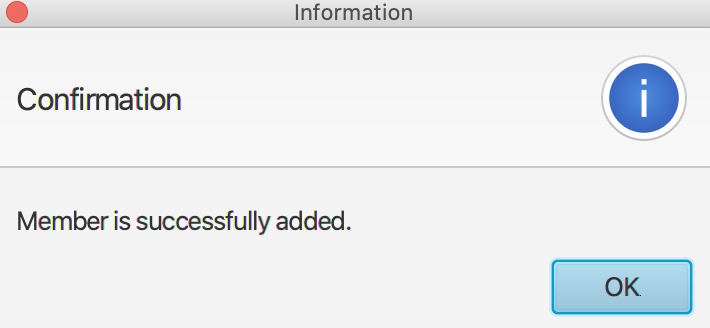 Information
Confirmation
i
Member is successfully added.
OK